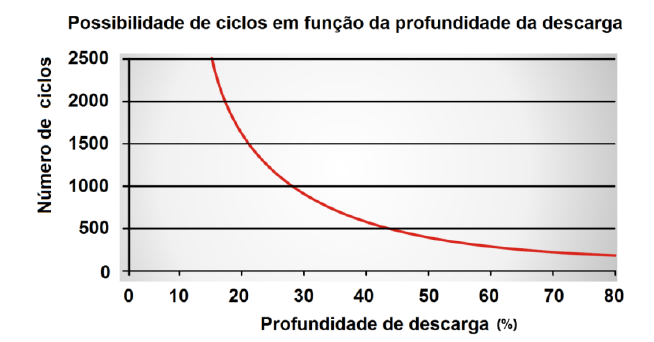 Possibilidade de ciclos em função da profundidade da descarga
Número de ciclos
2500
2000
1500
1000
500
0
0 10 20 30 40 50 60 70 80
Profundidade de descarga (%)